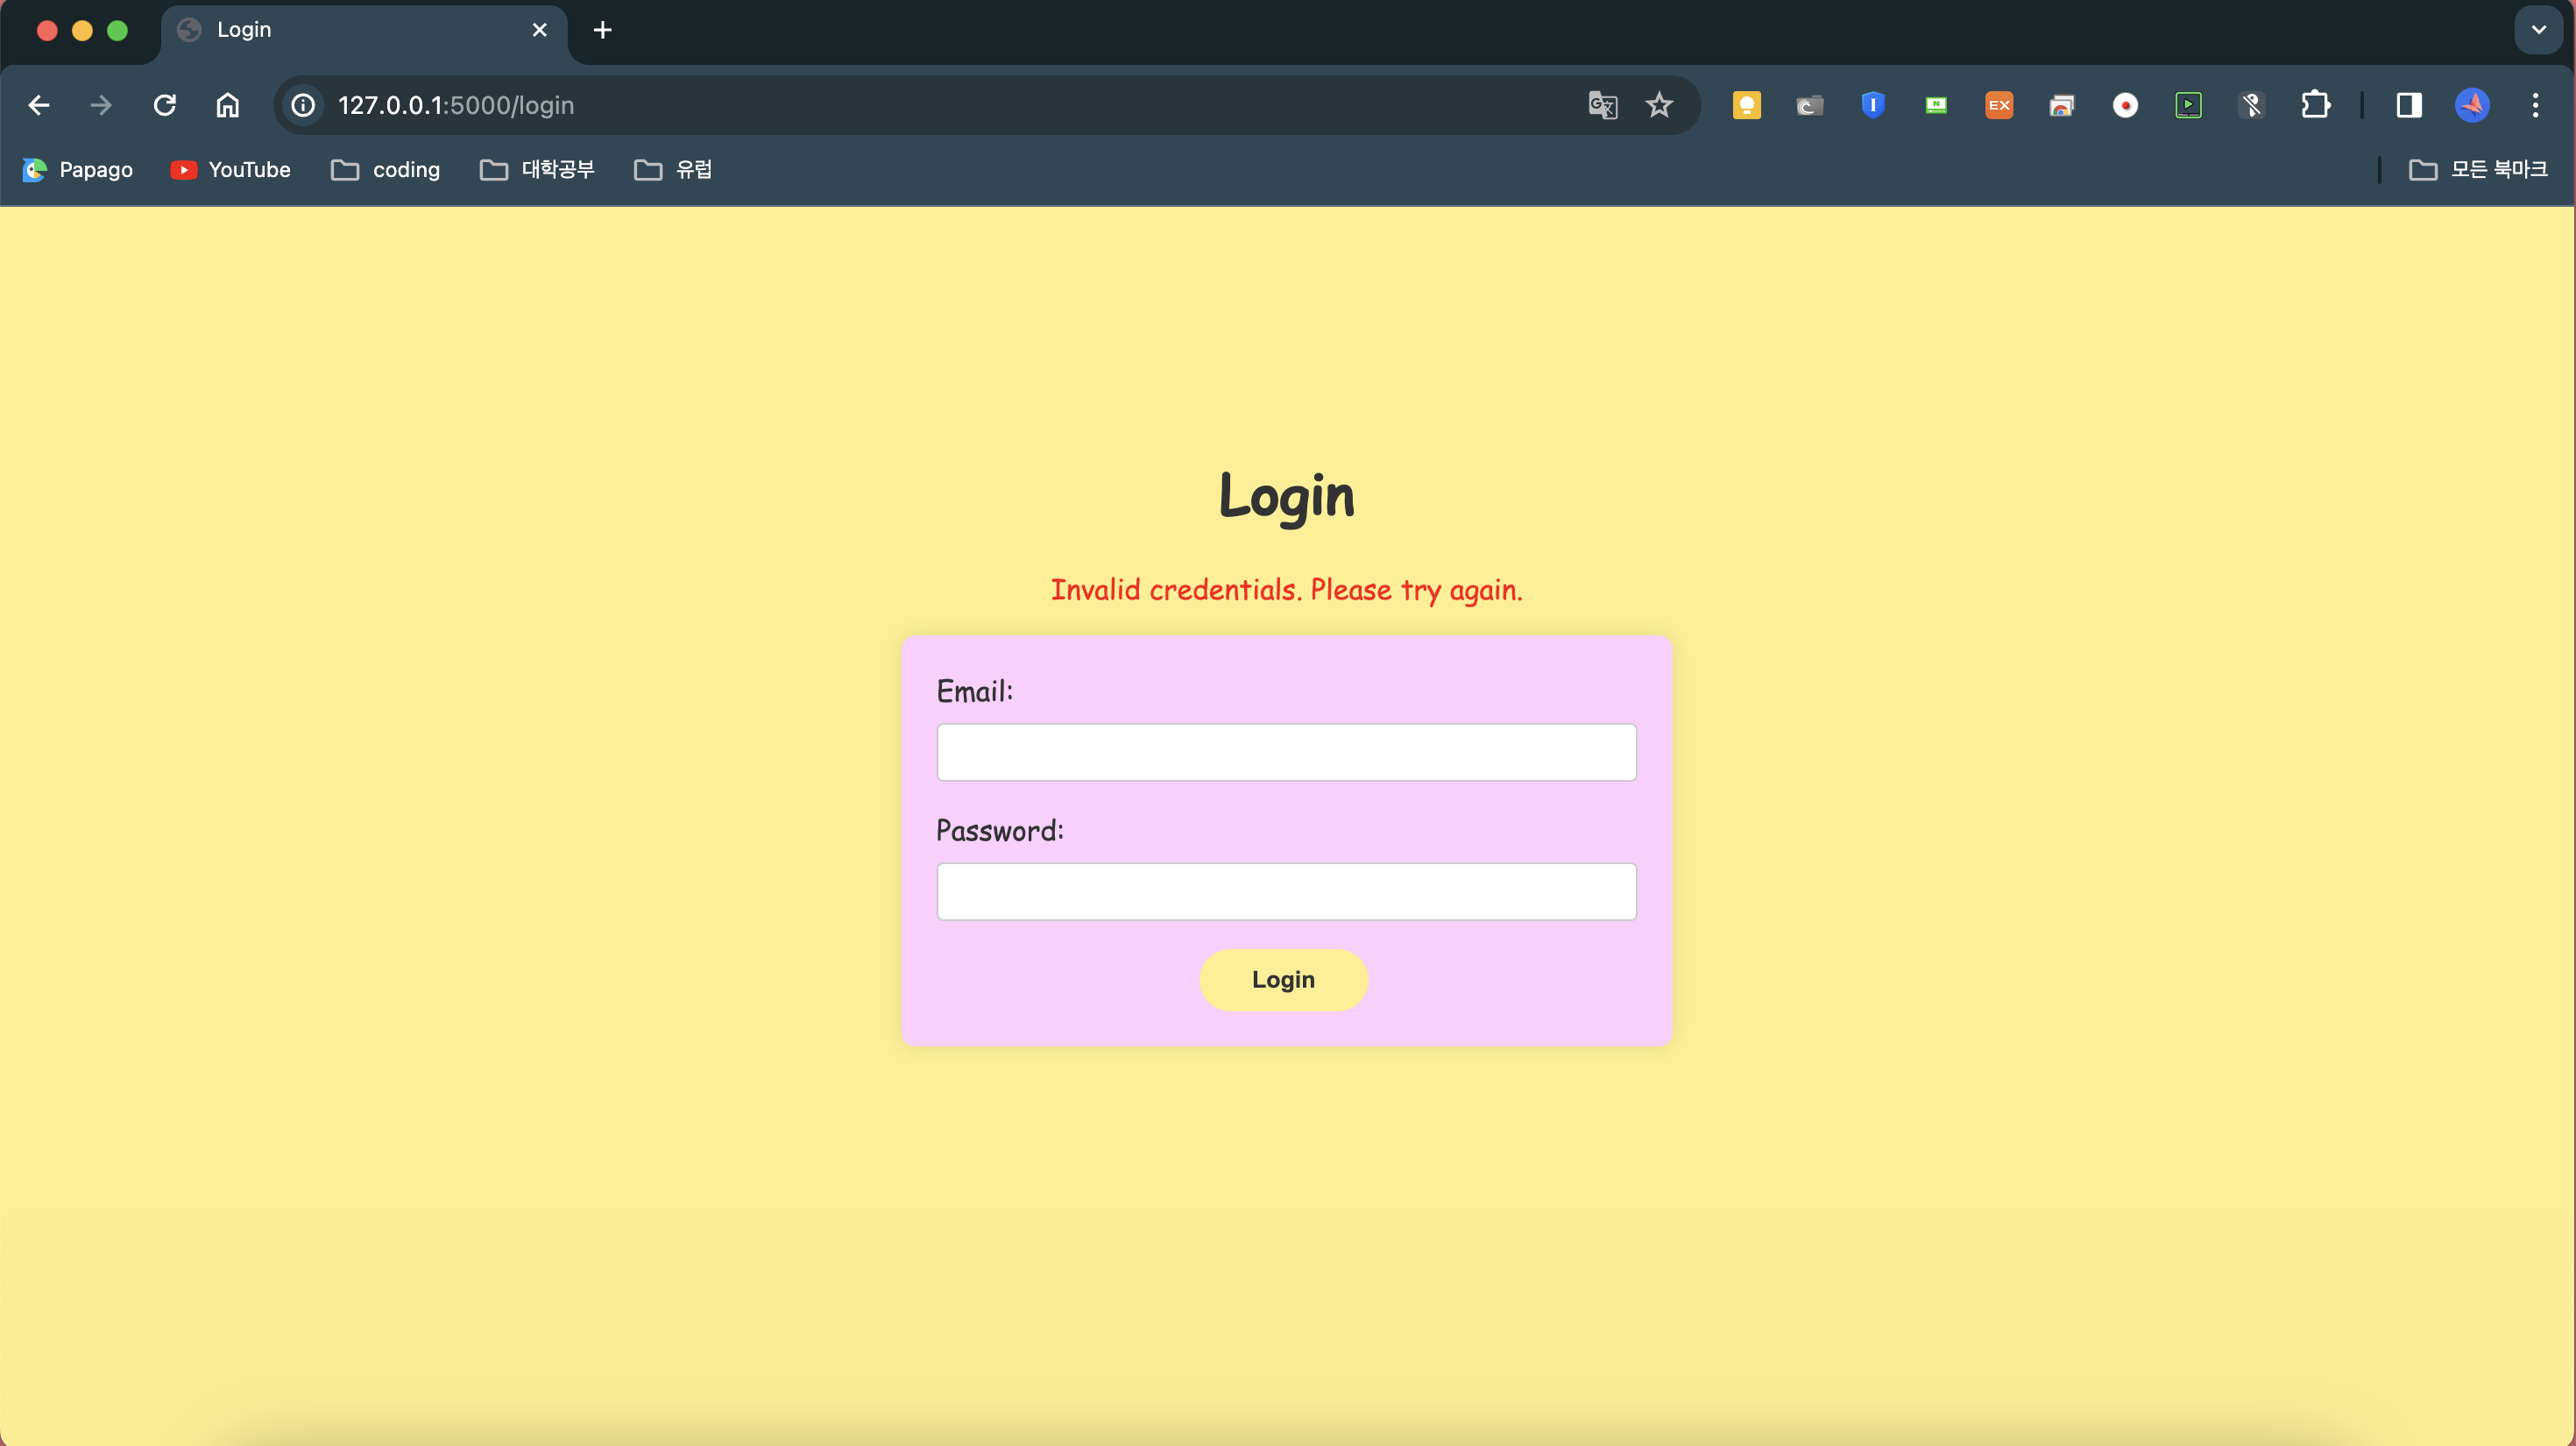 Login
127.0.0.1:5000/login
EX
Papago
YouTube
coding
대학공부
유럽
모든 북마크
Login
Invalid credentials. Please try again.
Email:
Password:
Login